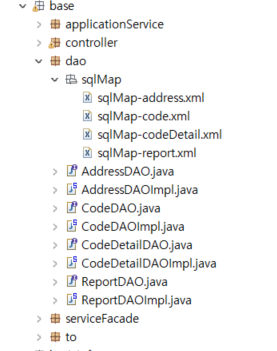 base
applicationService
controller
dao
sqlMap
sqlMap-address.xml
sqlMap-code.xml
sqlMap-codeDetail.xml
sqlMap-report.xml
AddressDAO.java
AddressDAOImpl.java
CodeDAO.java
CodeDAOImpl.java
CodeDetailDAO.java
CodeDetailDAOImpl.java
ReportDAO.java
ReportDAOImpl.java
serviceFacade
to